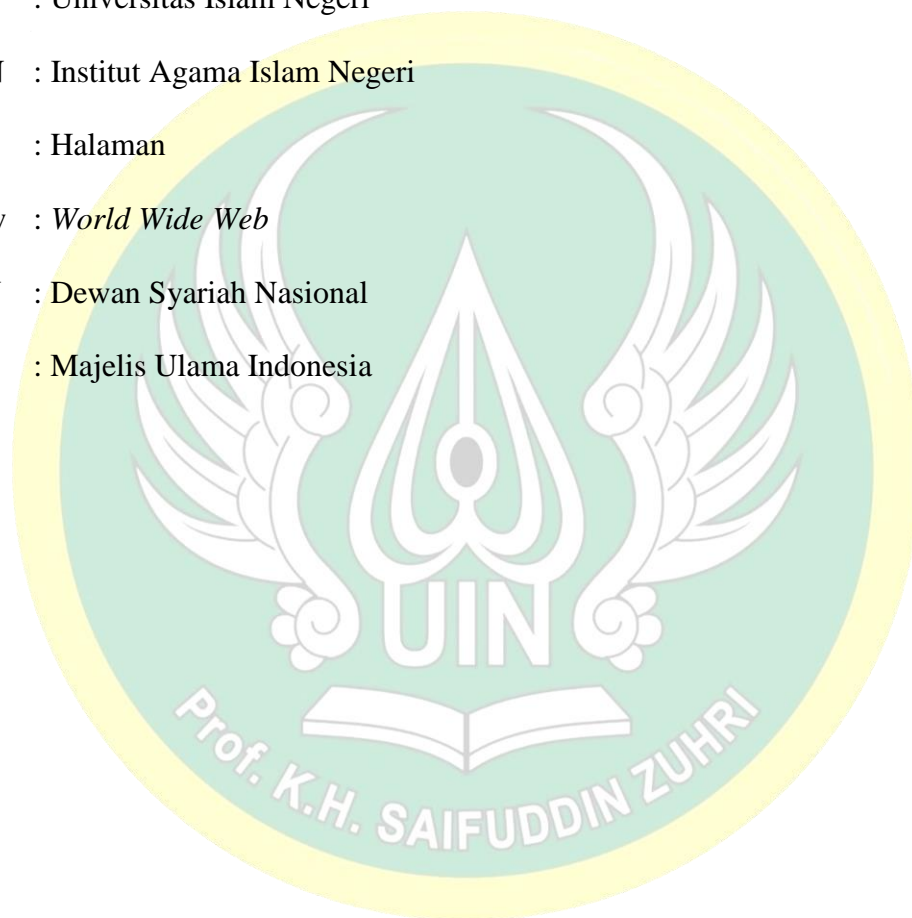 : Universitas Islam Negeri
: Institut Agama Islam Negeri
: Halaman
: World Wide Web
: Dewan Syariah Nasional
: Majelis Ulama Indonesia
UIN
Prof. K.H. SAIFUDDIN ZUHRI